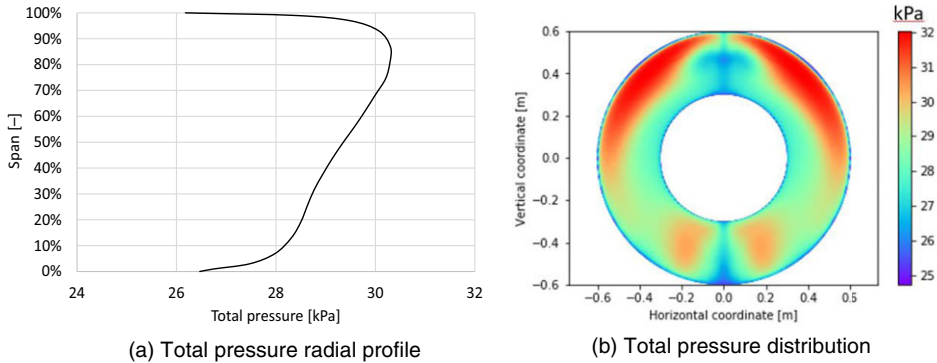 100%
90%
80%
70%
60%
50%
40%
30%
20%
10%
0%
Span [–]
24 26 28 30 32
Total pressure [kPa]
(a) Total pressure radial profile
kPa
0.6
0.4
0.2
0.0
−0.2
−0.4
−0.6
Vertical coordinate [m]
−0.6 −0.4 −0.2 0.0 0.2 0.4 0.5
Horizontal coordinate [m]
32
31
30
29
28
27
26
25
(b) Total pressure distribution